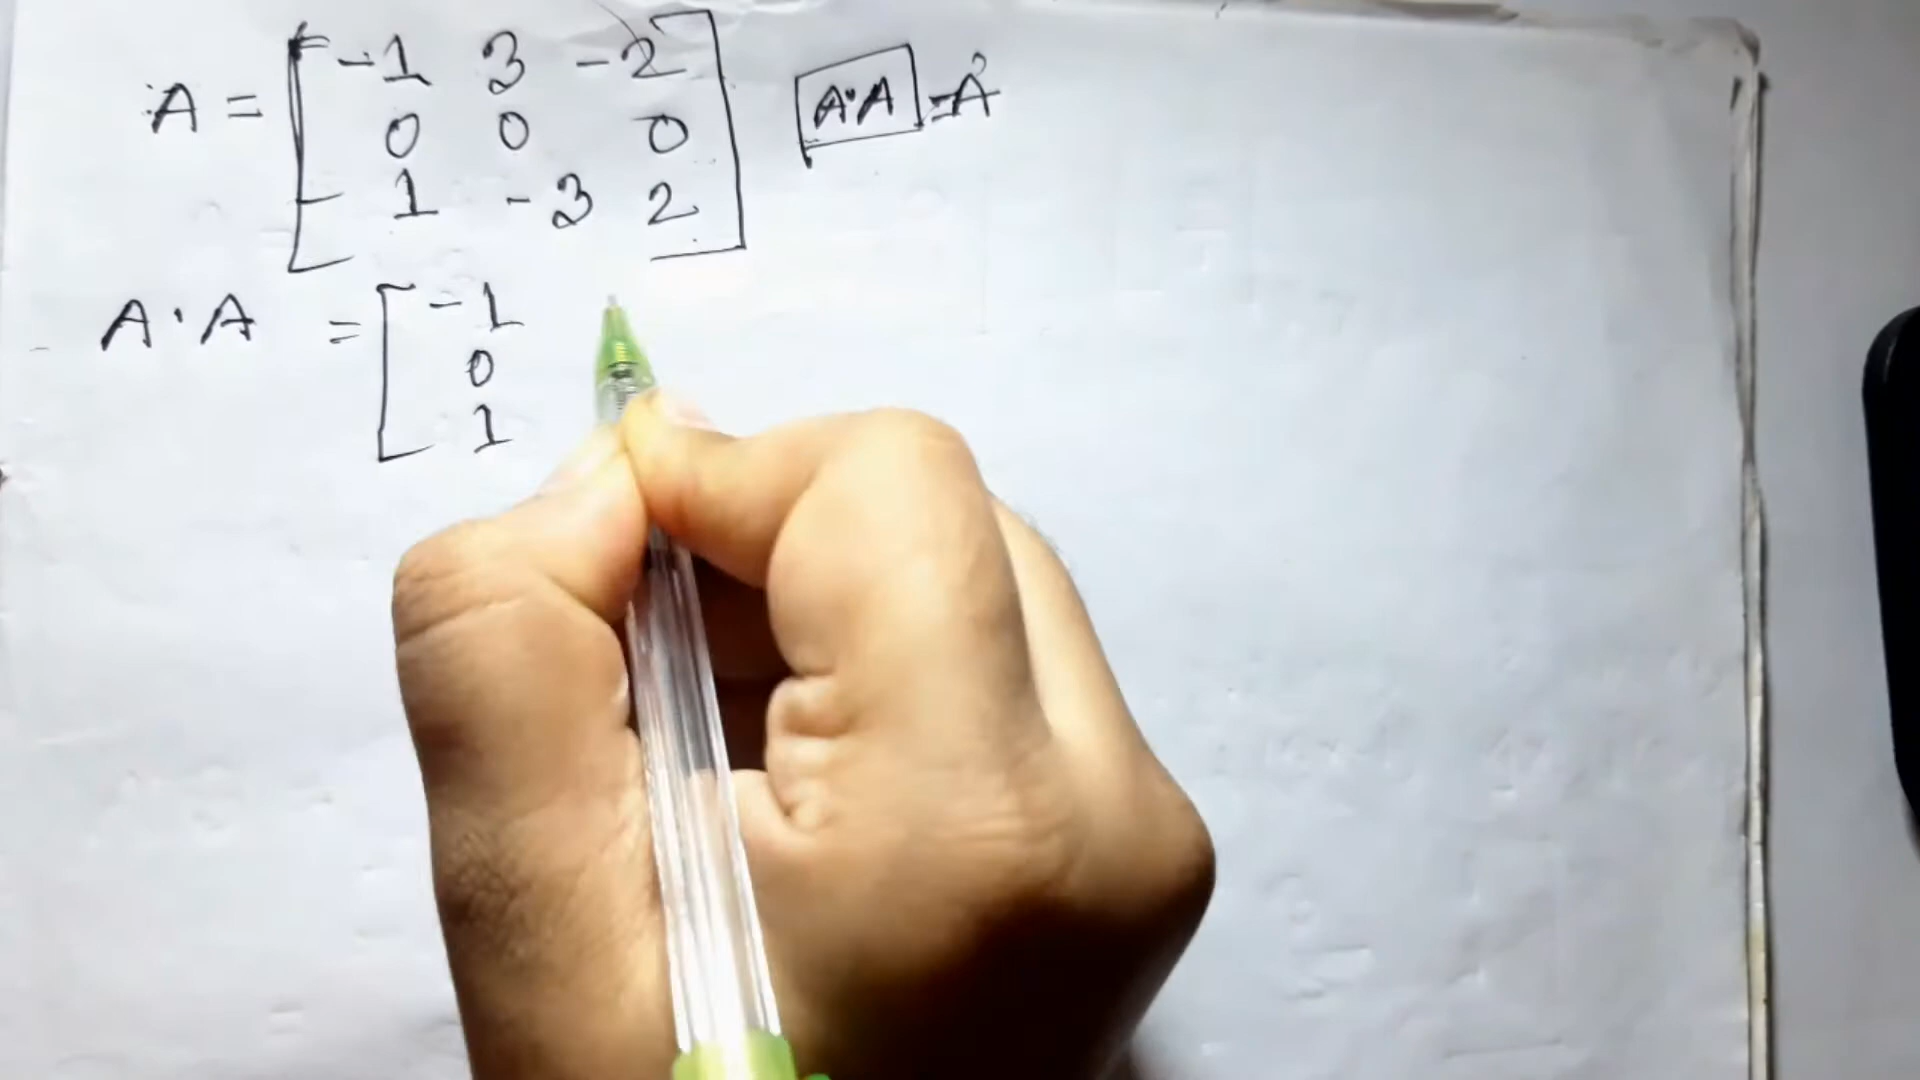 A = [ -1 3 -2
0 0 0
- 1 -3 2 ]
A·A = A²
A·A = [ -1
0
1